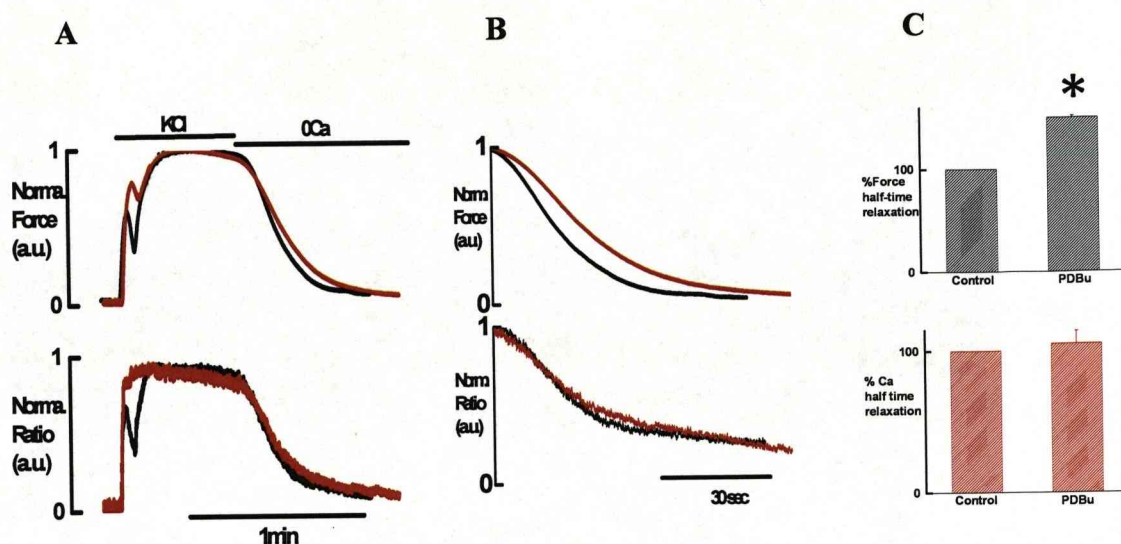 A
KCl
0Ca
1
Norma.
Force
(a.u.)
0
1
Norma.
Ratio
(a.u.)
0
1min
B
1
Norm.
Force
(au)
0
1
Norm.
Ratio
(au)
0
30sec
C
*
100
%Force
half-time
relaxation
0
Control
PDBu
100
% Ca
half time
relaxation
0
Control
PDBu